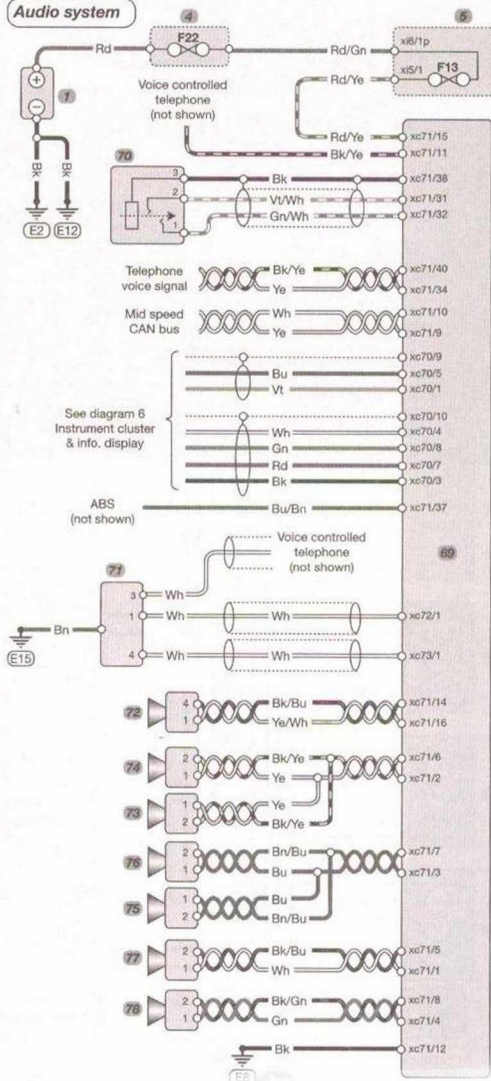 Audio system
4
5
F22
Rd
Rd/Gn
xi6/1p
xi5/1
F13
Rd/Ye
+
−
1
Voice controlled
telephone
(not shown)
Rd/Ye
xc71/15
Bk/Ye
xc71/11
Bk
Bk
E2
E12
70
3
Bk
xc71/38
2
Vt/Wh
xc71/31
1
Gn/Wh
xc71/32
Telephone
voice signal
Bk/Ye
xc71/40
Ye
xc71/34
Mid speed
CAN bus
Wh
xc71/10
Ye
xc71/9
xc70/9
Bu
xc70/5
Vt
xc70/1
See diagram 6
Instrument cluster
& info. display
xc70/10
Wh
xc70/4
Gn
xc70/8
Rd
xc70/7
Bk
xc70/3
ABS
(not shown)
Bu/Bn
xc71/37
Voice controlled
telephone
(not shown)
69
71
3
Wh
1
Wh
Wh
xc72/1
Bn
E15
4
Wh
Wh
xc73/1
72
4
Bk/Bu
xc71/14
1
Ye/Wh
xc71/16
74
2
Bk/Ye
xc71/6
1
Ye
xc71/2
73
1
Ye
2
Bk/Ye
76
2
Bn/Bu
xc71/7
1
Bu
xc71/3
75
1
Bu
2
Bn/Bu
77
2
Bk/Bu
xc71/5
1
Wh
xc71/1
78
2
Bk/Gn
xc71/8
1
Gn
xc71/4
Bk
xc71/12
E8